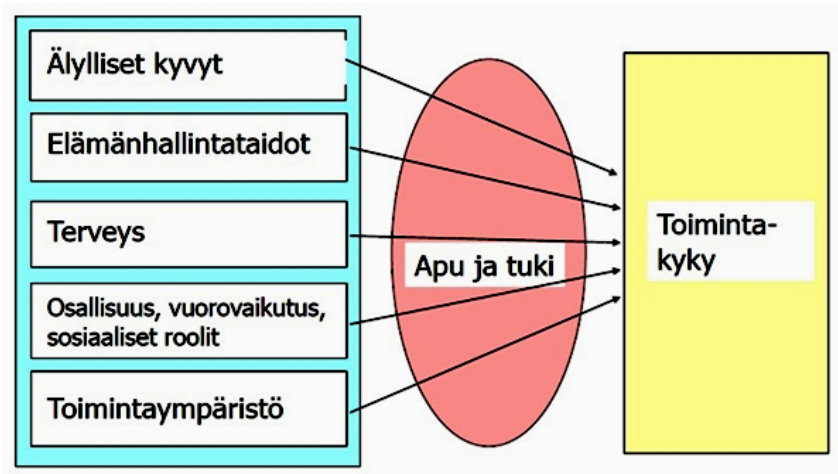 Älylliset kyvyt
Elämänhallintataidot
Terveys
Osallisuus, vuorovaikutus,
sosiaaliset roolit
Toimintaympäristö
Apu ja tuki
Toiminta-
kyky